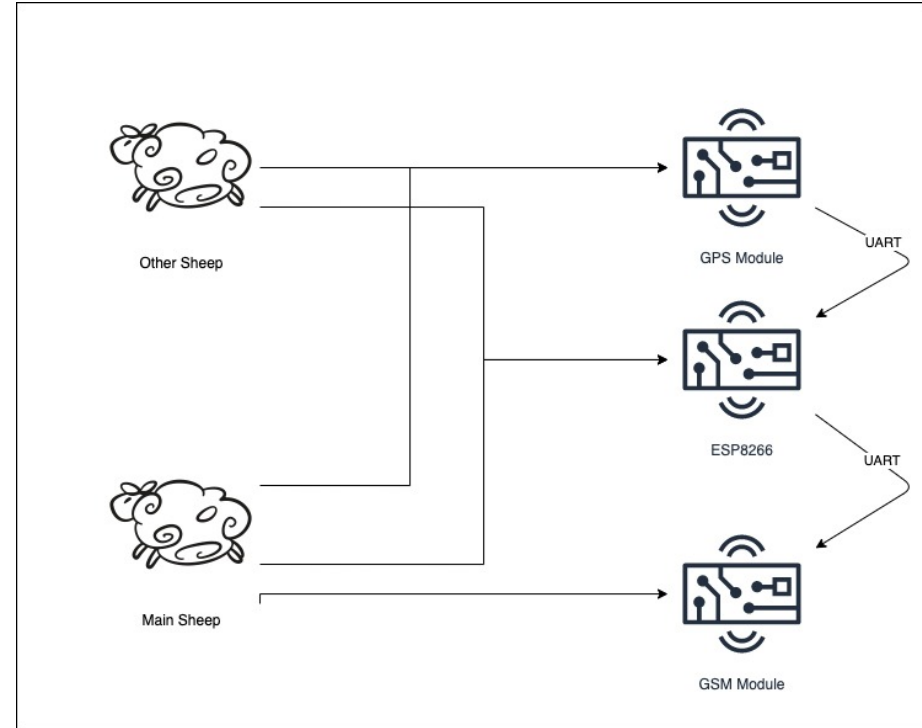 Other Sheep
GPS Module
UART
ESP8266
UART
Main Sheep
GSM Module